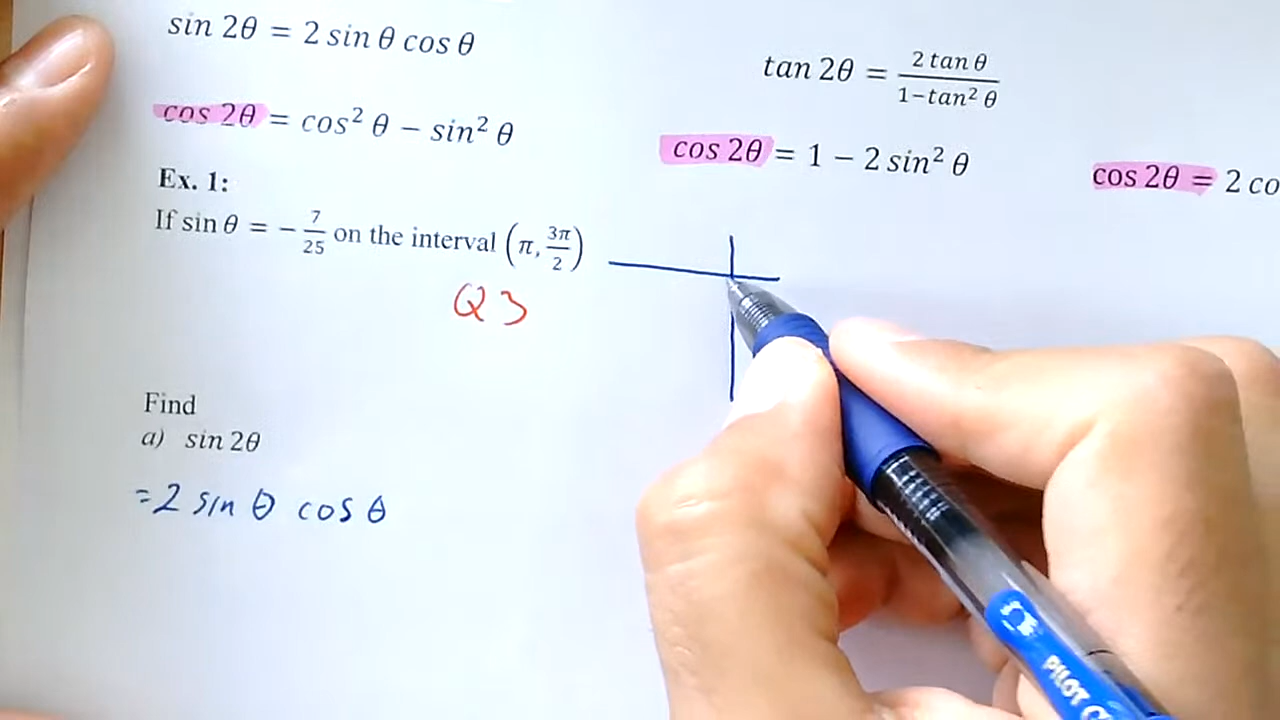 sin 2θ = 2 sin θ cos θ
tan 2θ = 2 tan θ / 1−tan² θ
cos 2θ = cos² θ − sin² θ
cos 2θ = 1 − 2 sin² θ
cos 2θ = 2 co
Ex. 1:
If sin θ = − 7/25 on the interval (π, 3π/2)
Q3
Find
a) sin 2θ
= 2 sin θ cos θ
PILOT